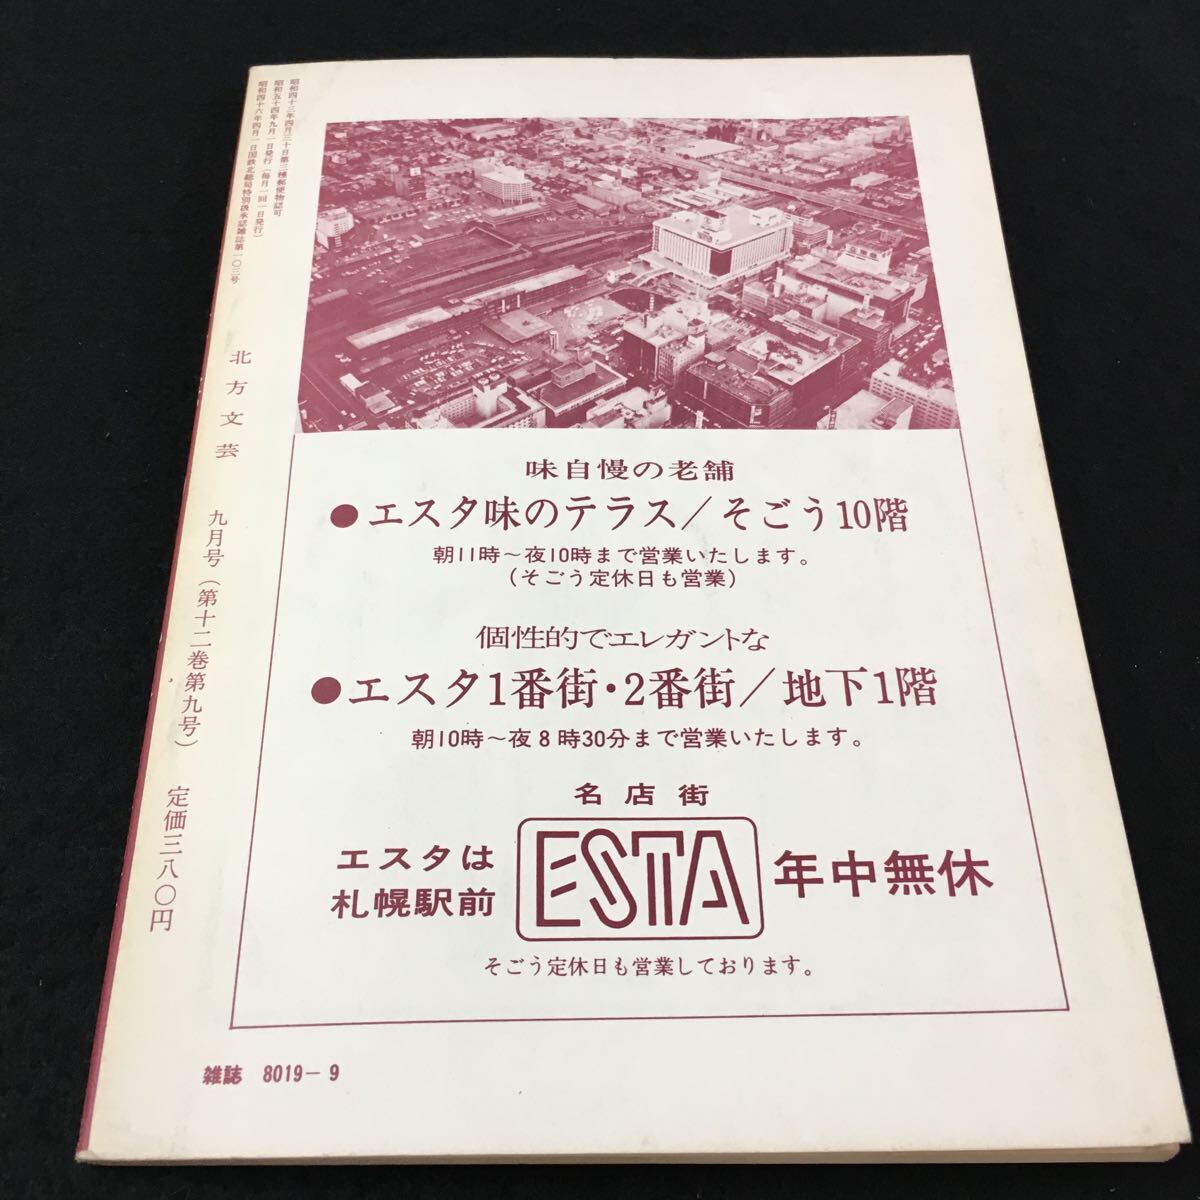 昭和四十三年四月三十日第三種郵便物認可
昭和五十四年九月一日発行（毎月一回一日発行）
昭和四十六年四月一日国鉄北総局特別扱承認雑誌第一〇三号
北方文芸　九月号（第十二巻第九号）　定価三八〇円
味自慢の老舗
●エスタ味のテラス／そごう10階
朝11時～夜10時まで営業いたします。
（そごう定休日も営業）
個性的でエレガントな
●エスタ1番街・2番街／地下1階
朝10時～夜8時30分まで営業いたします。
名店街
エスタは
札幌駅前
ESTA
年中無休
そごう定休日も営業しております。
雑誌 8019-9